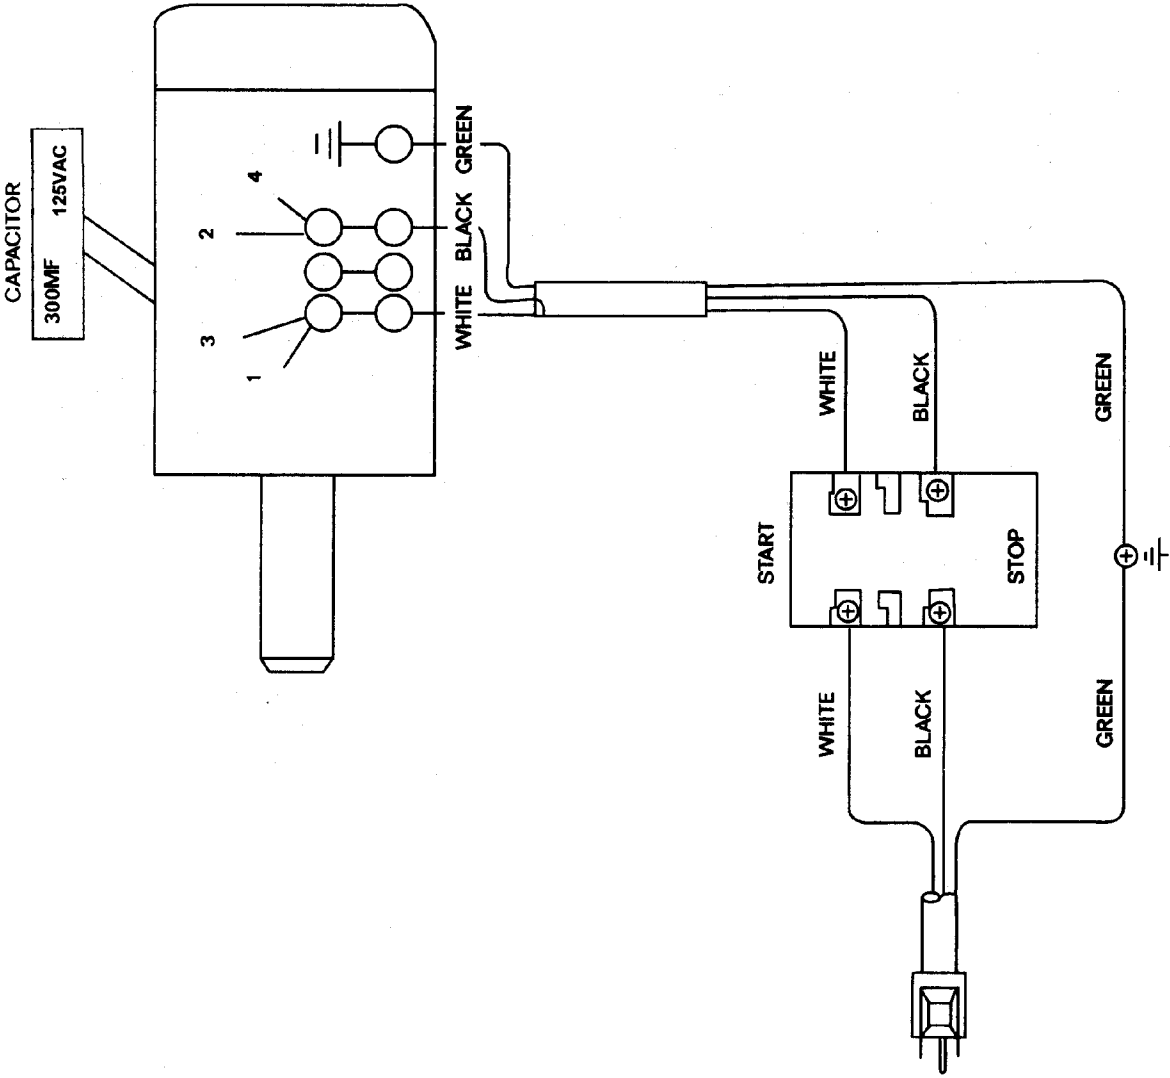 CAPACITOR
300MF 125VAC
4
2
3
1
GREEN
BLACK
WHITE
WHITE
BLACK
GREEN
START
STOP
WHITE
BLACK
GREEN